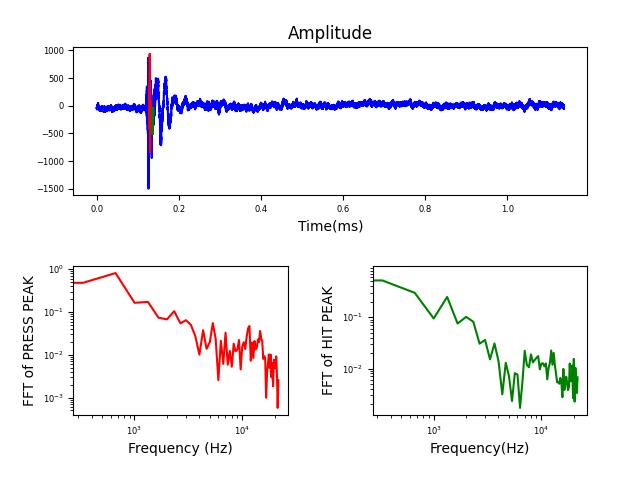 Amplitude
1000
500
0
−500
−1000
−1500
0.0 0.2 0.4 0.6 0.8 1.0
Time(ms)
FFT of PRESS PEAK
10⁰
10⁻¹
10⁻²
10⁻³
10³ 10⁴
Frequency (Hz)
FFT of HIT PEAK
10⁻¹
10⁻²
10³ 10⁴
Frequency(Hz)